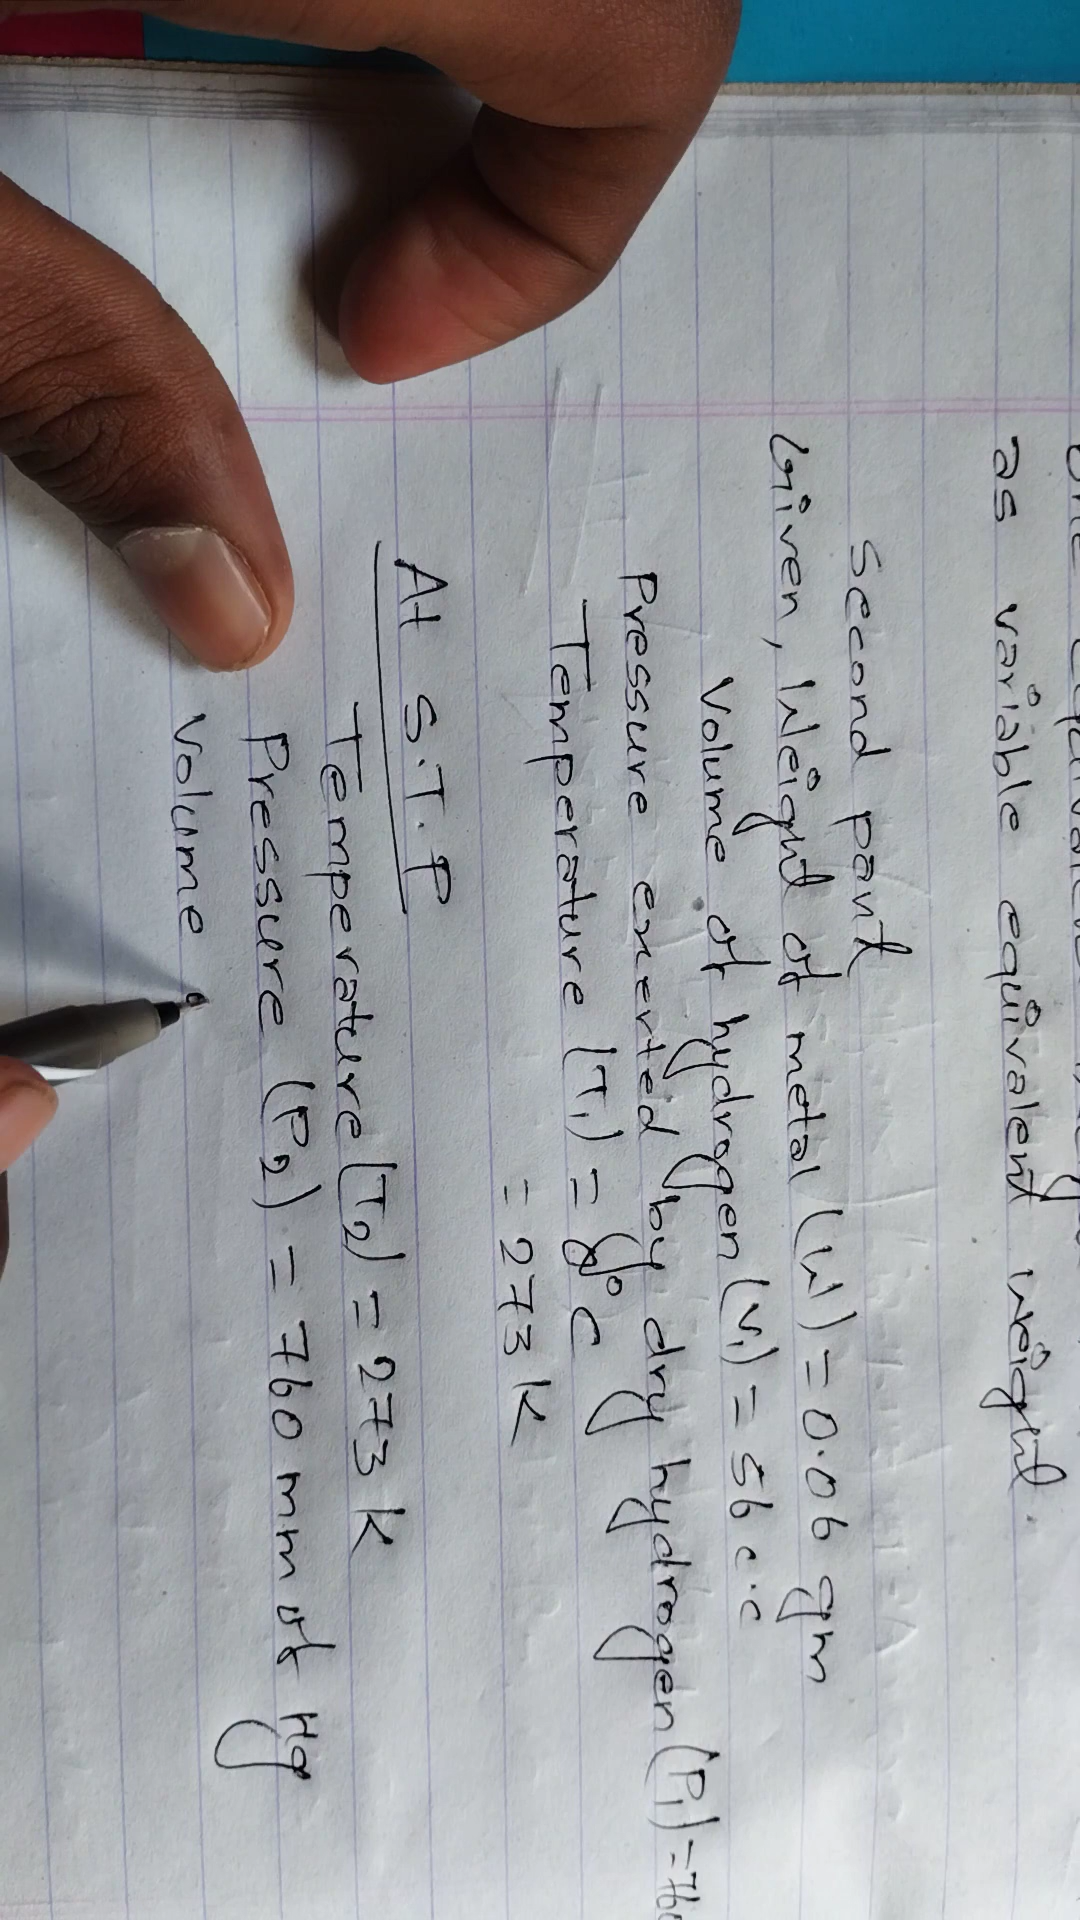 as variable equivalent weight.
Second part
Given, Weight of metal (W) = 0.06 gm
Volume of hydrogen (V₁) = 56 c.c
Pressure exerted by dry hydrogen (P₁) =
Temperature (T₁) = 0°C
= 273 K
At S.T.P
Temperature (T₂) = 273 K
Pressure (P₂) = 760 mm of Hg
Volume